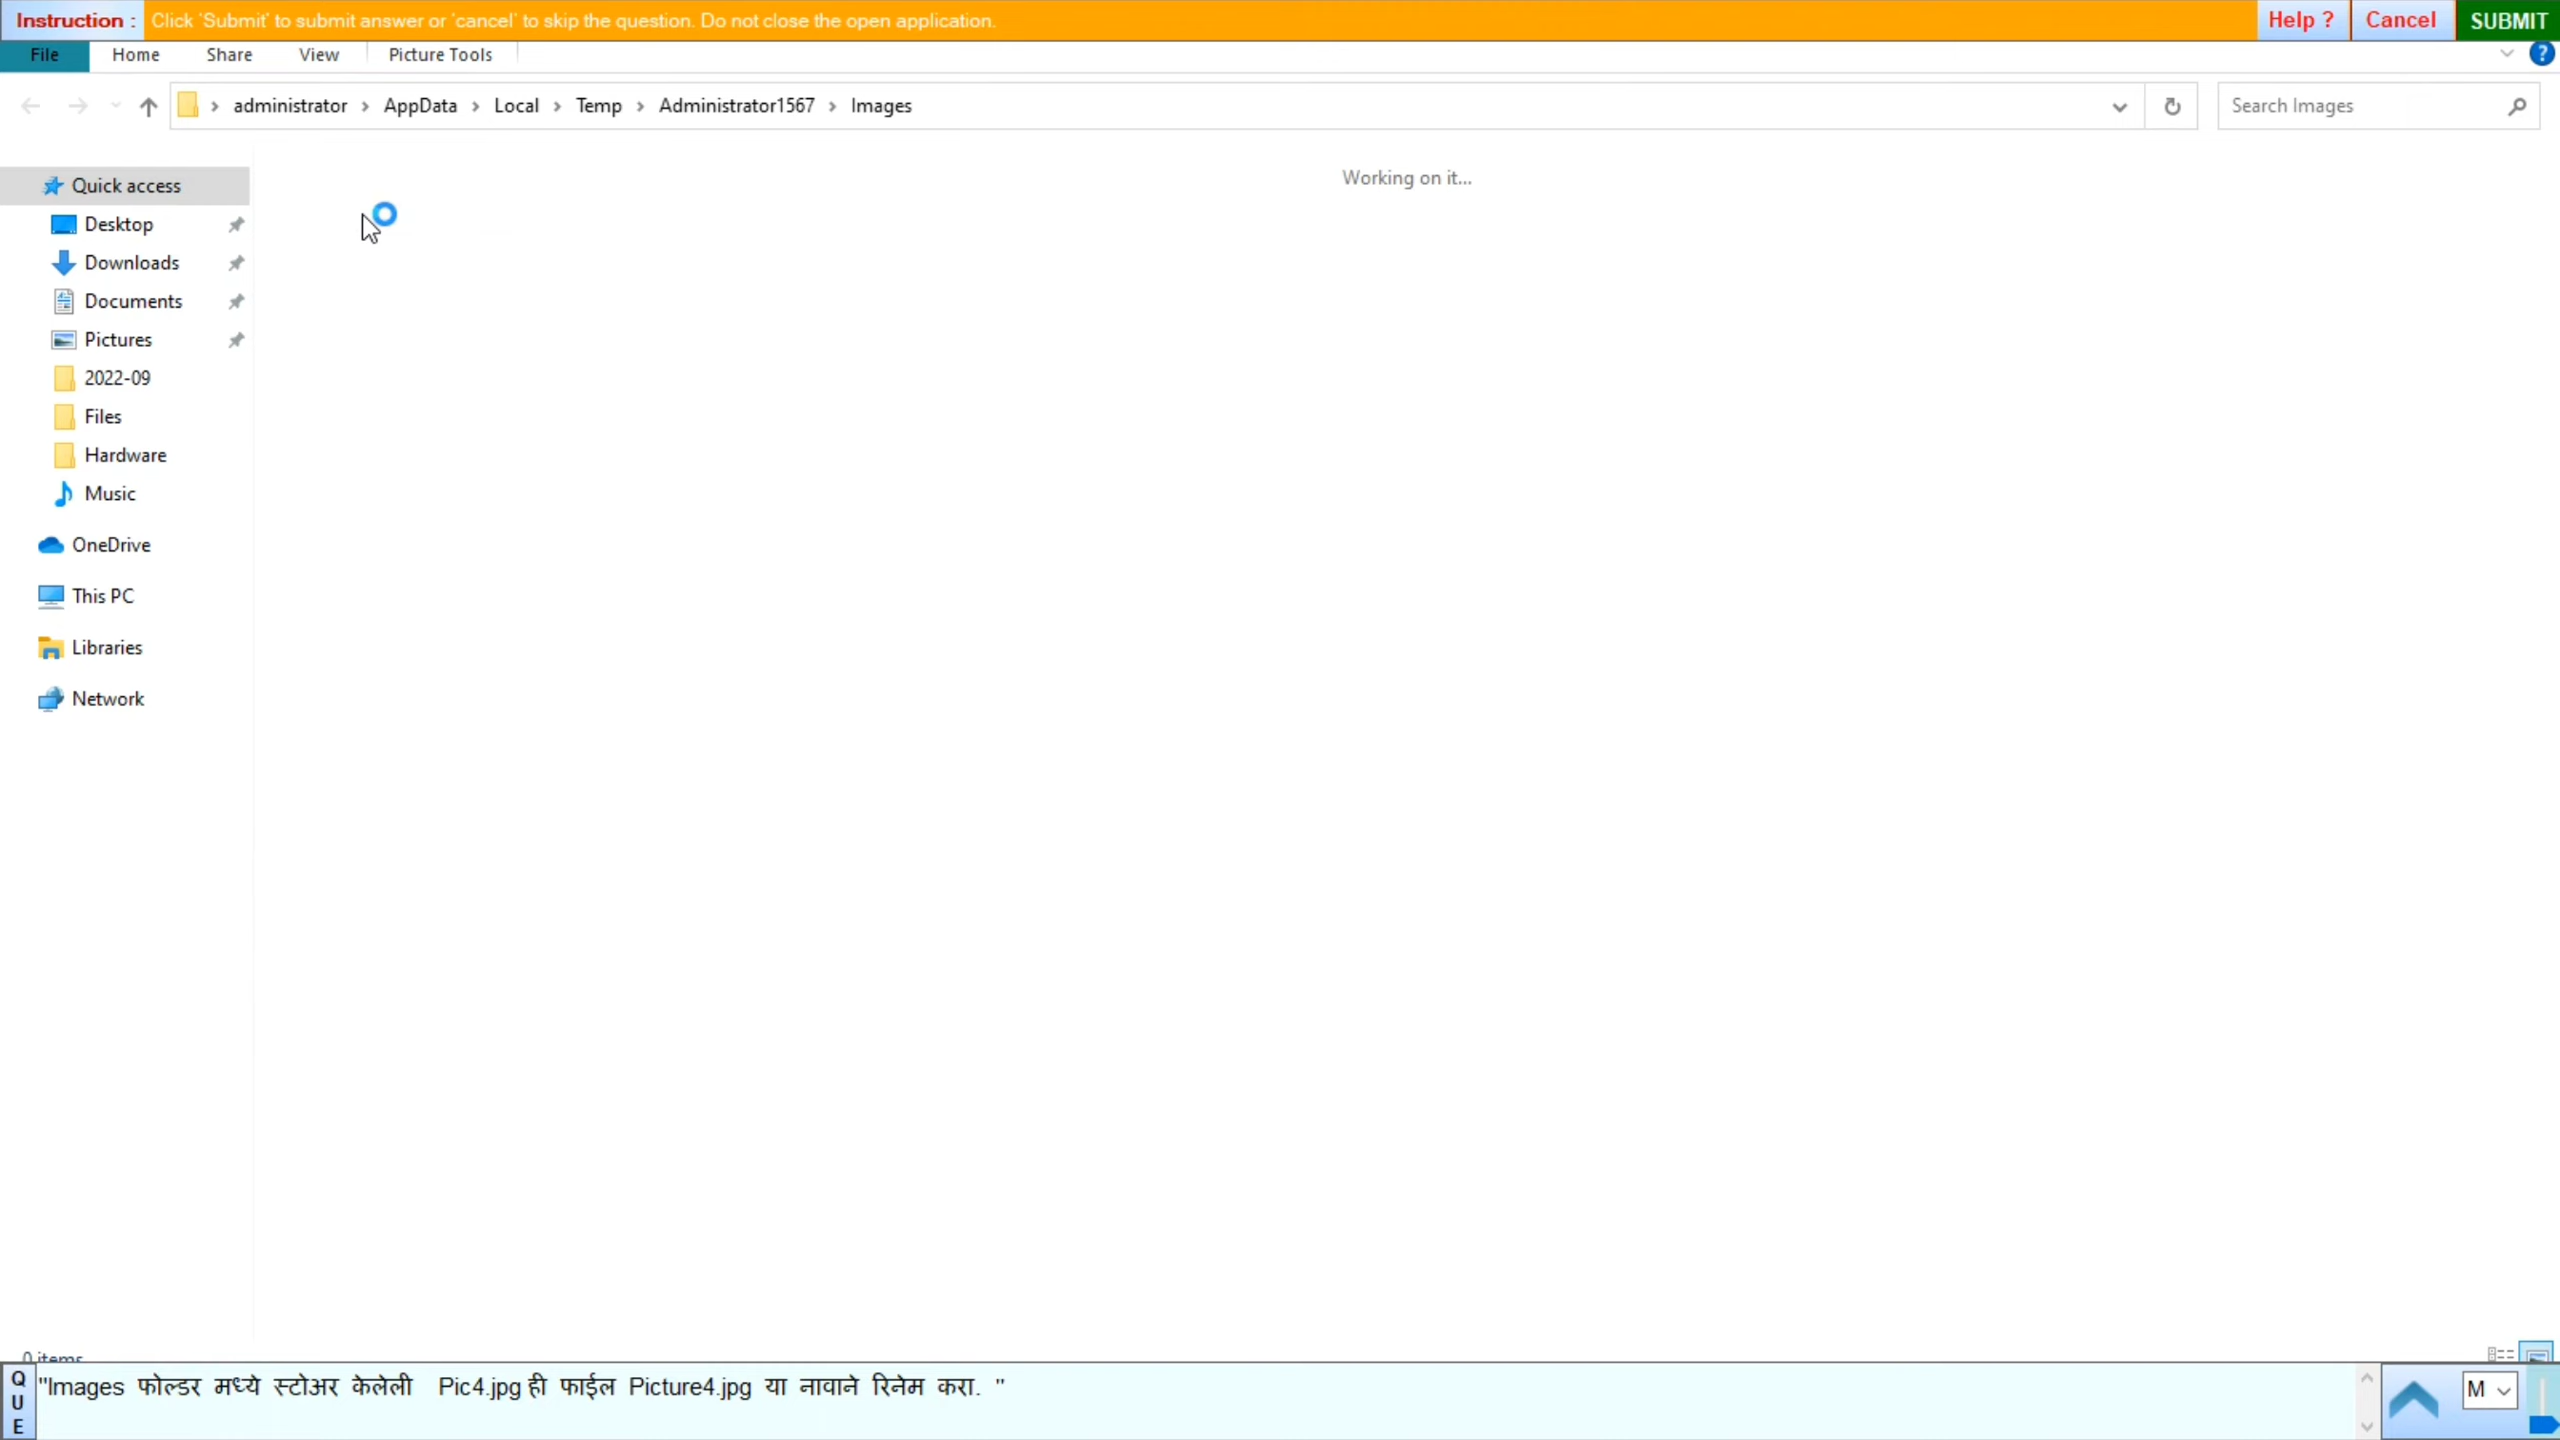 Instruction : Click 'Submit' to submit answer or 'cancel' to skip the question. Do not close the open application. Help ? Cancel SUBMIT
File Home Share View Picture Tools
administrator AppData Local Temp Administrator1567 Images Search Images
Quick access
Working on it...
Desktop
Downloads
Documents
Pictures
2022-09
Files
Hardware
Music
OneDrive
This PC
Libraries
Network
0 items
QUE "Images फोल्डर मध्ये स्टोअर केलेली Pic4.jpg ही फाईल Picture4.jpg या नावाने रिनेम करा. " M